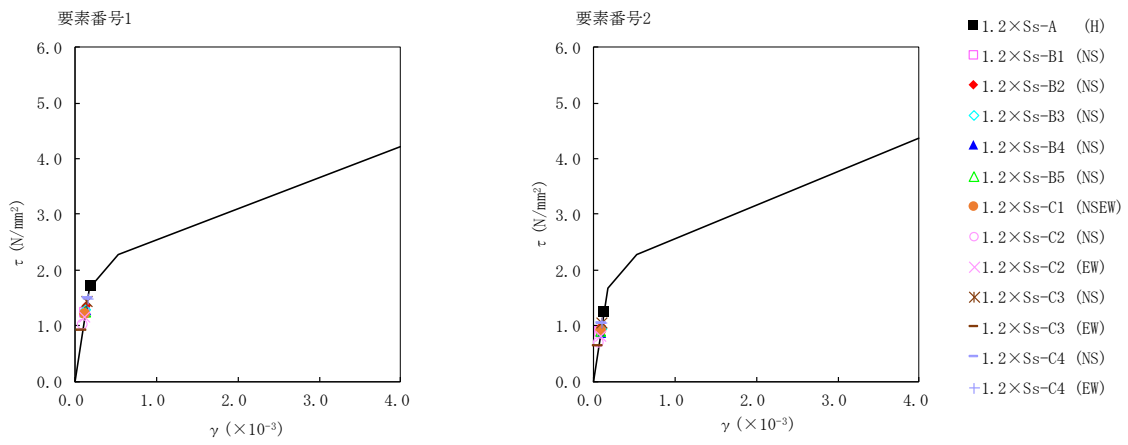 要素番号1
6.0
5.0
4.0
3.0
2.0
1.0
0.0
τ (N/mm²)
0.0 1.0 2.0 3.0 4.0
γ (×10⁻³)
要素番号2
6.0
5.0
4.0
3.0
2.0
1.0
0.0
τ (N/mm²)
0.0 1.0 2.0 3.0 4.0
γ (×10⁻³)
1.2×Ss-A (H)
1.2×Ss-B1 (NS)
1.2×Ss-B2 (NS)
1.2×Ss-B3 (NS)
1.2×Ss-B4 (NS)
1.2×Ss-B5 (NS)
1.2×Ss-C1 (NSEW)
1.2×Ss-C2 (NS)
1.2×Ss-C2 (EW)
1.2×Ss-C3 (NS)
1.2×Ss-C3 (EW)
1.2×Ss-C4 (NS)
1.2×Ss-C4 (EW)